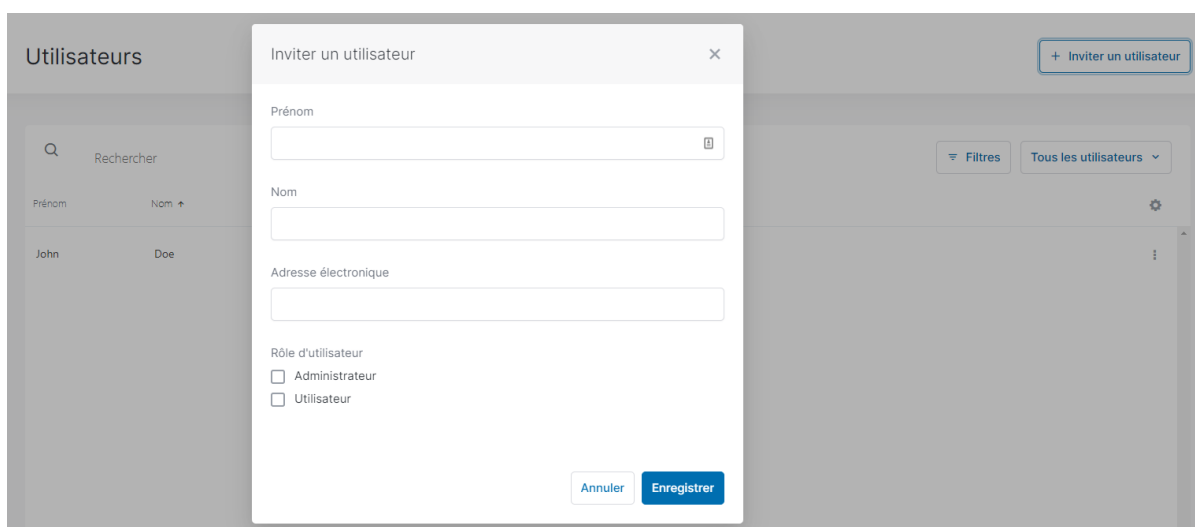 Utilisateurs
Inviter un utilisateur
+ Inviter un utilisateur
Prénom
Rechercher
Filtres
Tous les utilisateurs
Nom
Prénom
Nom
John
Doe
Adresse électronique
Rôle d'utilisateur
Administrateur
Utilisateur
Annuler
Enregistrer